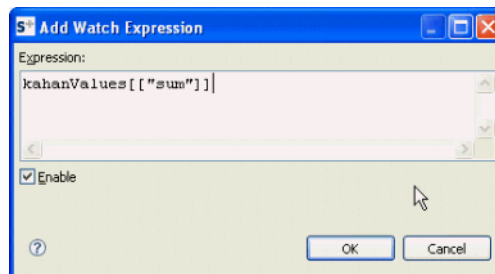 S+ Add Watch Expression
Expression:
kahanValues[["sum"]]
Enable
? OK Cancel